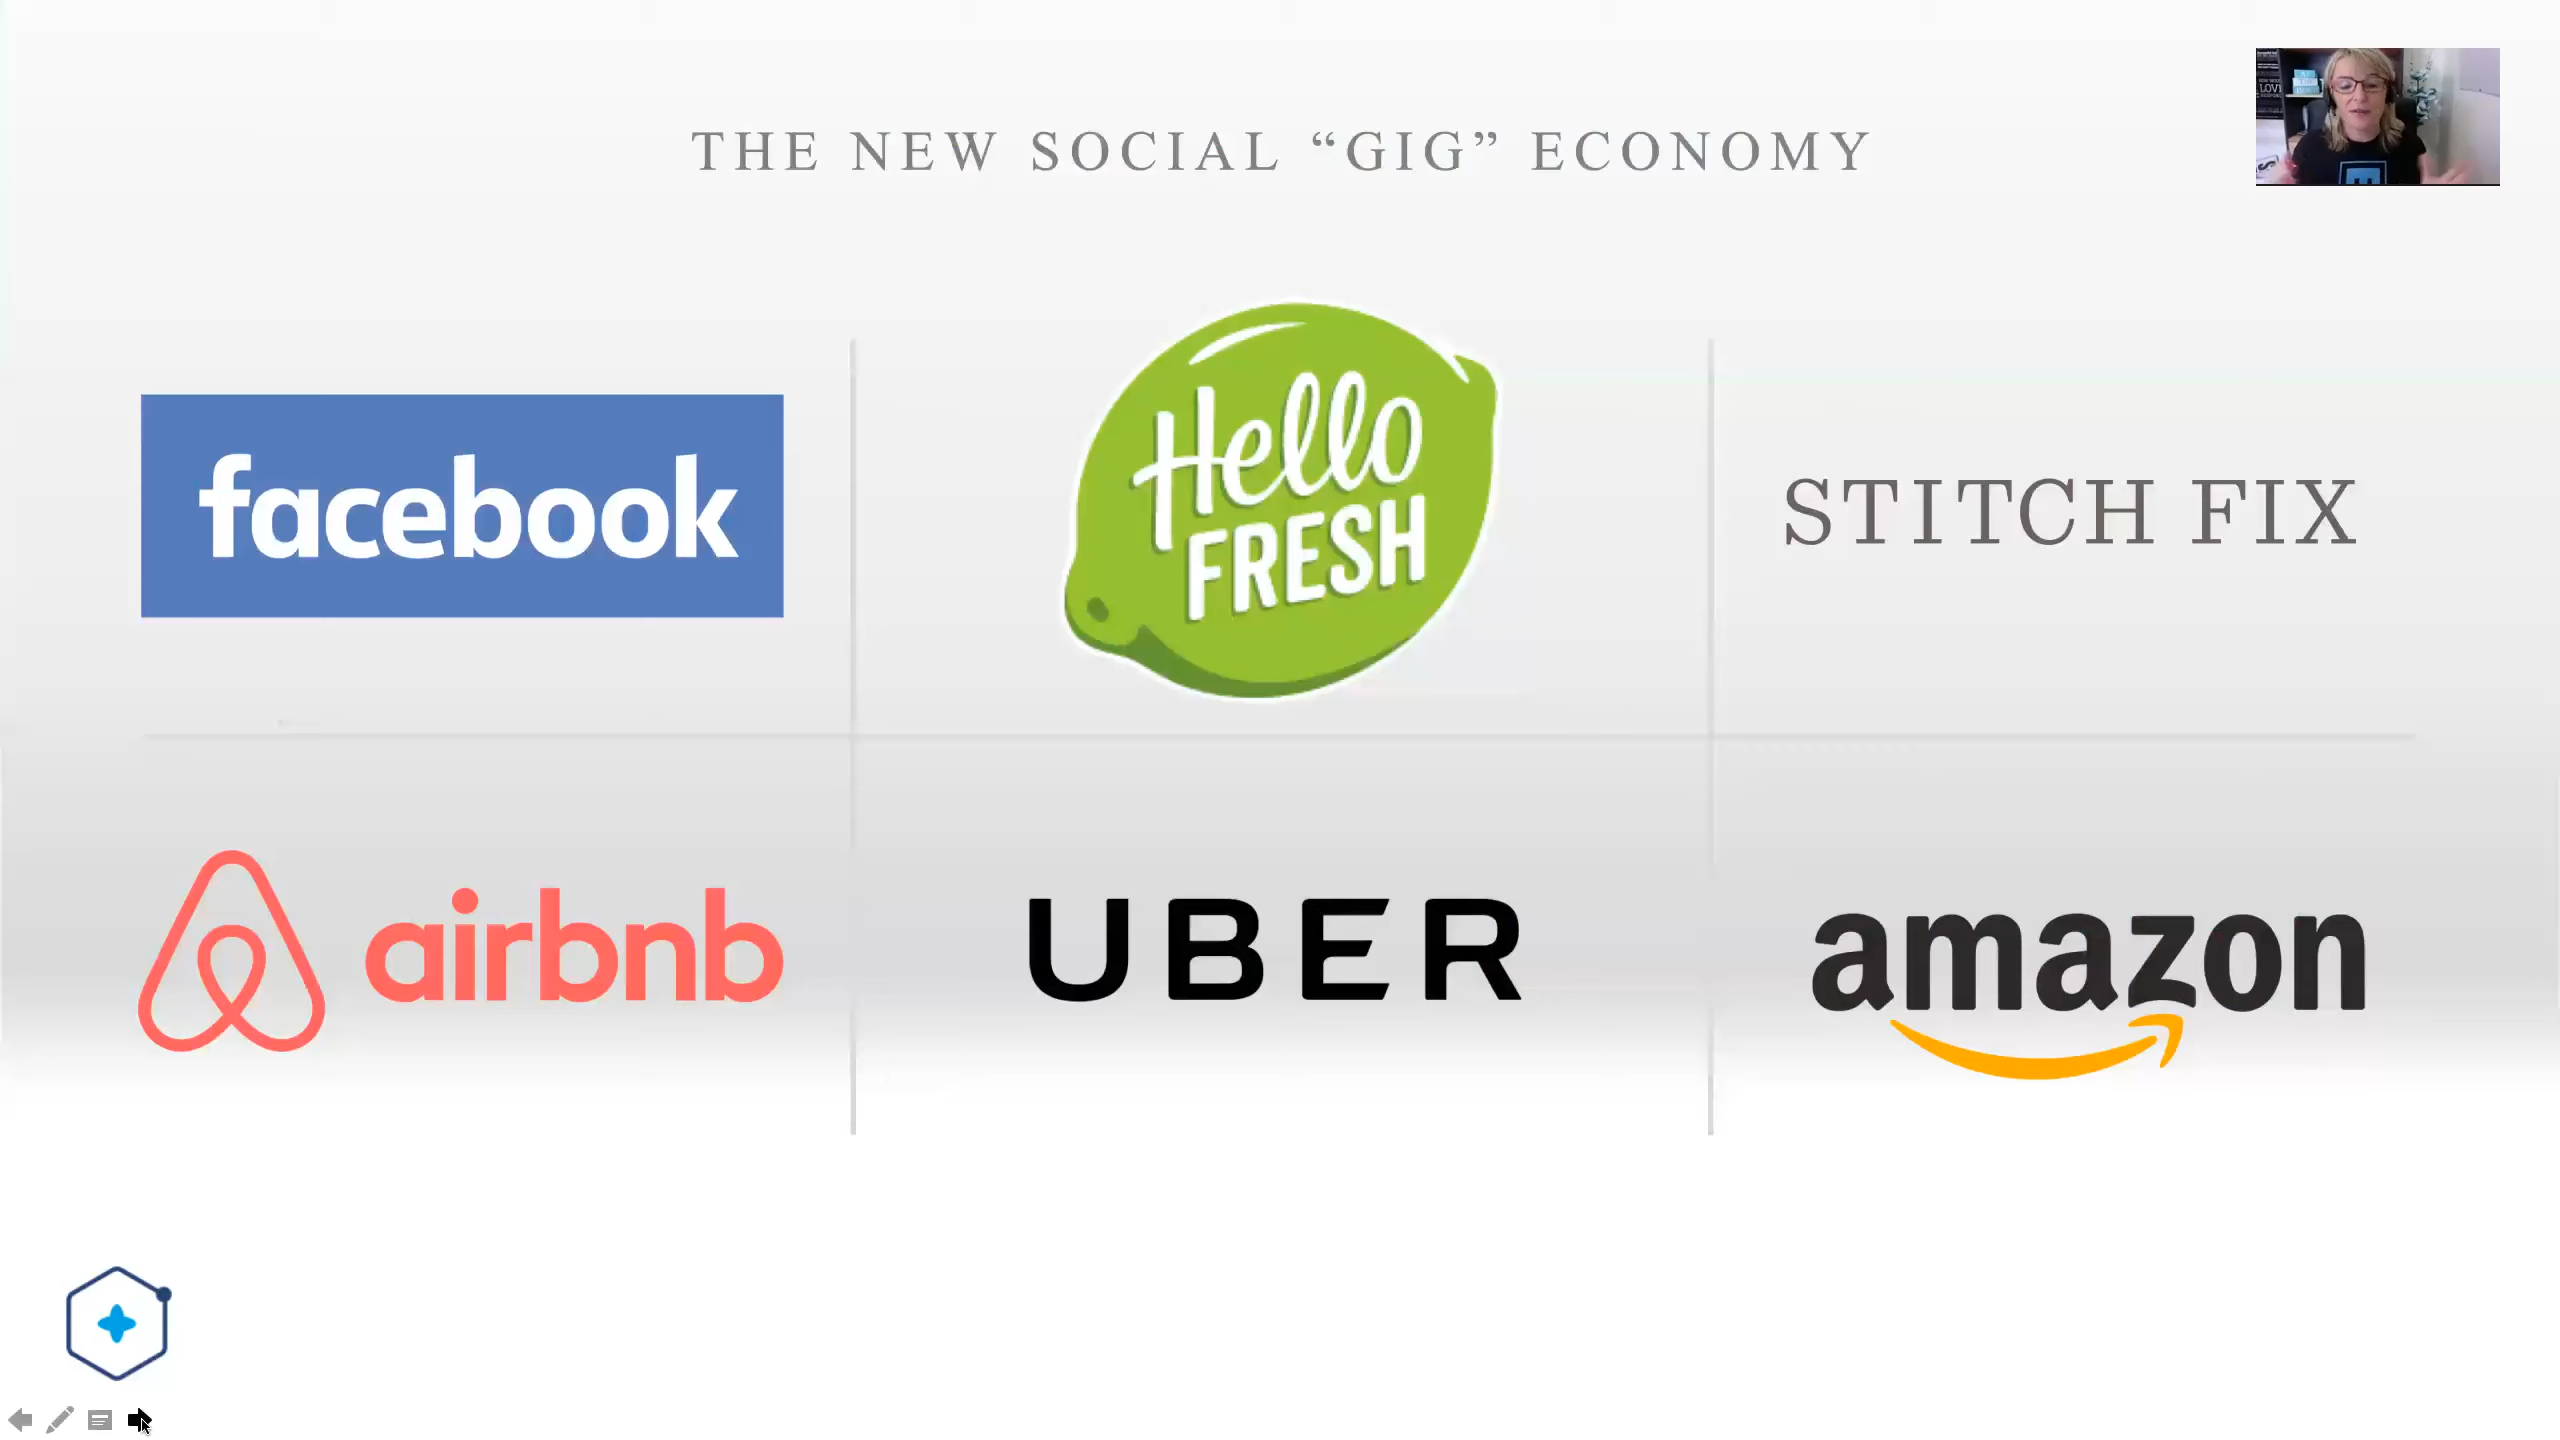 THE NEW SOCIAL “GIG” ECONOMY
facebook
Hello
FRESH
STITCH FIX
airbnb
UBER
amazon